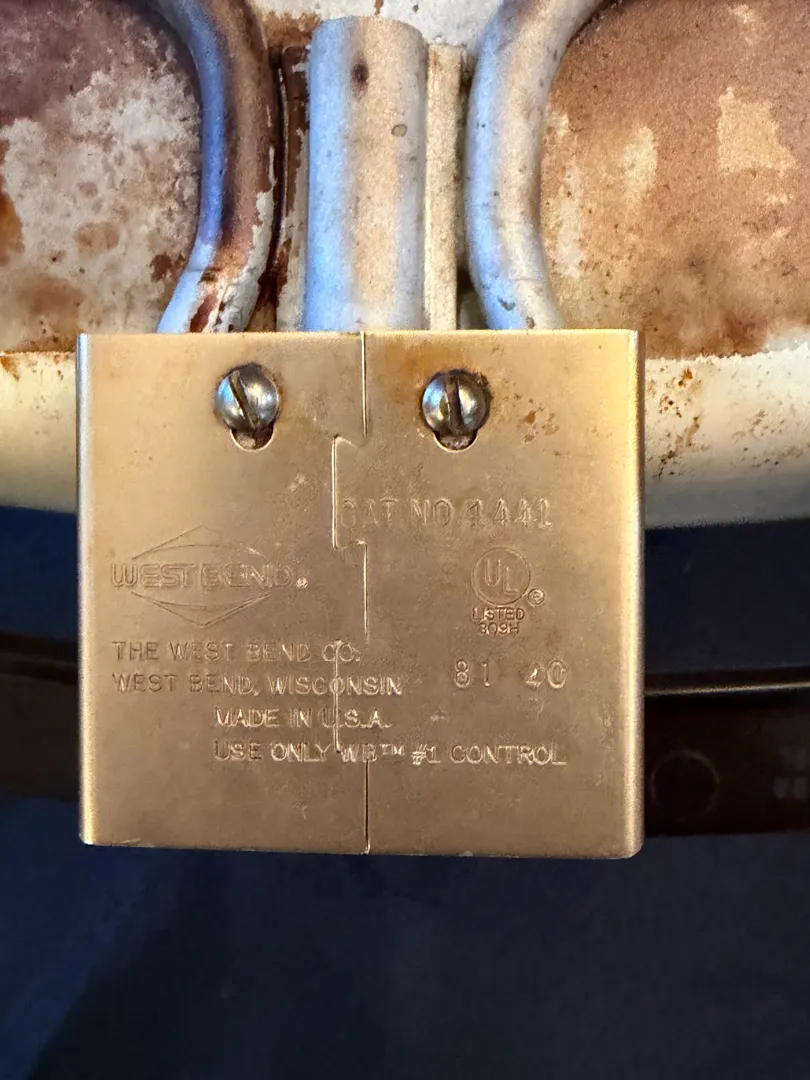 CAT NO 1441
WEST BEND®
UL®
LISTED
309H
THE WEST BEND CO.
WEST BEND, WISCONSIN
81 40
MADE IN U.S.A.
USE ONLY WB™ #1 CONTROL